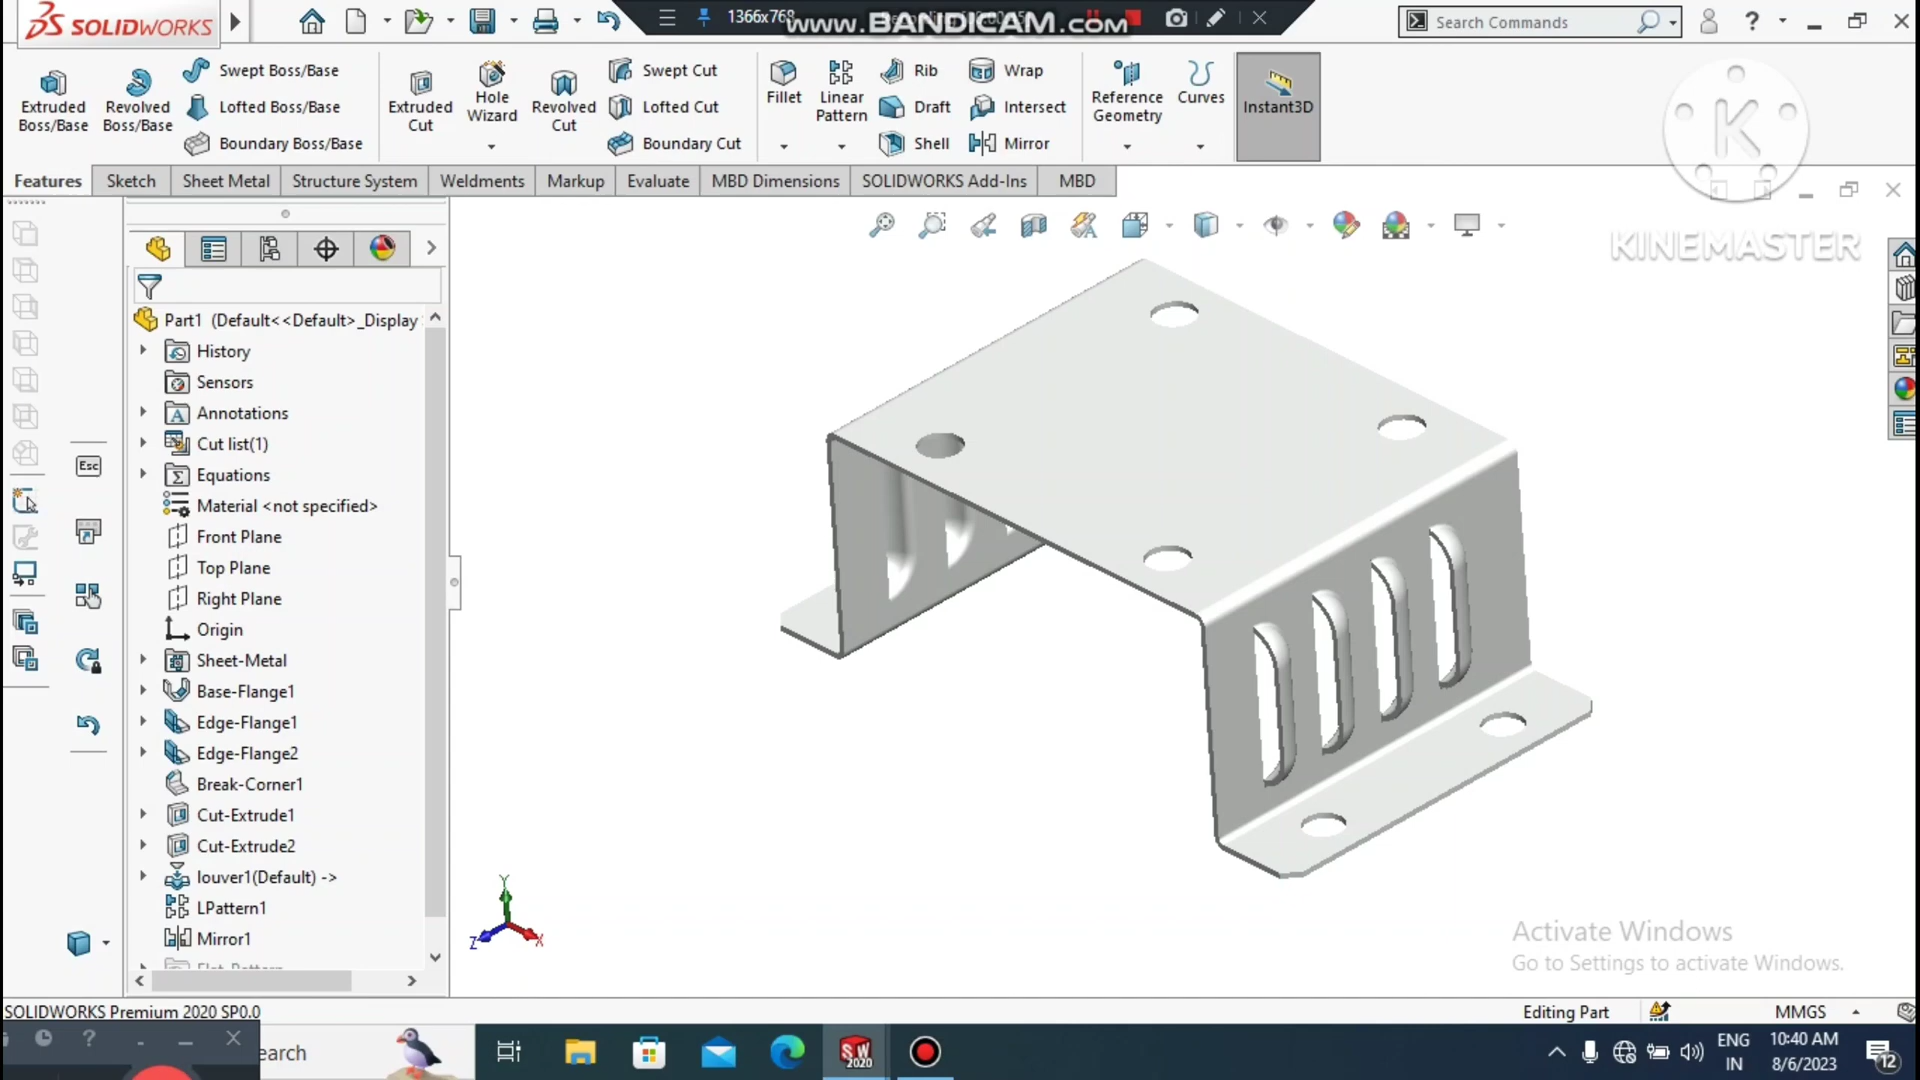 SOLIDWORKS
1366x768
www.BANDICAM.com
Search Commands
Extruded Boss/Base
Revolved Boss/Base
Swept Boss/Base
Lofted Boss/Base
Boundary Boss/Base
Extruded Cut
Hole Wizard
Revolved Cut
Swept Cut
Lofted Cut
Boundary Cut
Fillet
Linear Pattern
Rib
Draft
Shell
Wrap
Intersect
Mirror
Reference Geometry
Curves
Instant3D
K
KINEMASTER
Features
Sketch
Sheet Metal
Structure System
Weldments
Markup
Evaluate
MBD Dimensions
SOLIDWORKS Add-Ins
MBD
Part1 (Default<<Default>_Display
History
Sensors
Annotations
Cut list(1)
Equations
Material <not specified>
Front Plane
Top Plane
Right Plane
Origin
Sheet-Metal
Base-Flange1
Edge-Flange1
Edge-Flange2
Break-Corner1
Cut-Extrude1
Cut-Extrude2
louver1(Default) ->
LPattern1
Mirror1
Esc
Y
Z
X
Activate Windows
Go to Settings to activate Windows.
SOLIDWORKS Premium 2020 SP0.0
Editing Part
MMGS
earch
SW
2020
ENG
IN
10:40 AM
8/6/2023
12